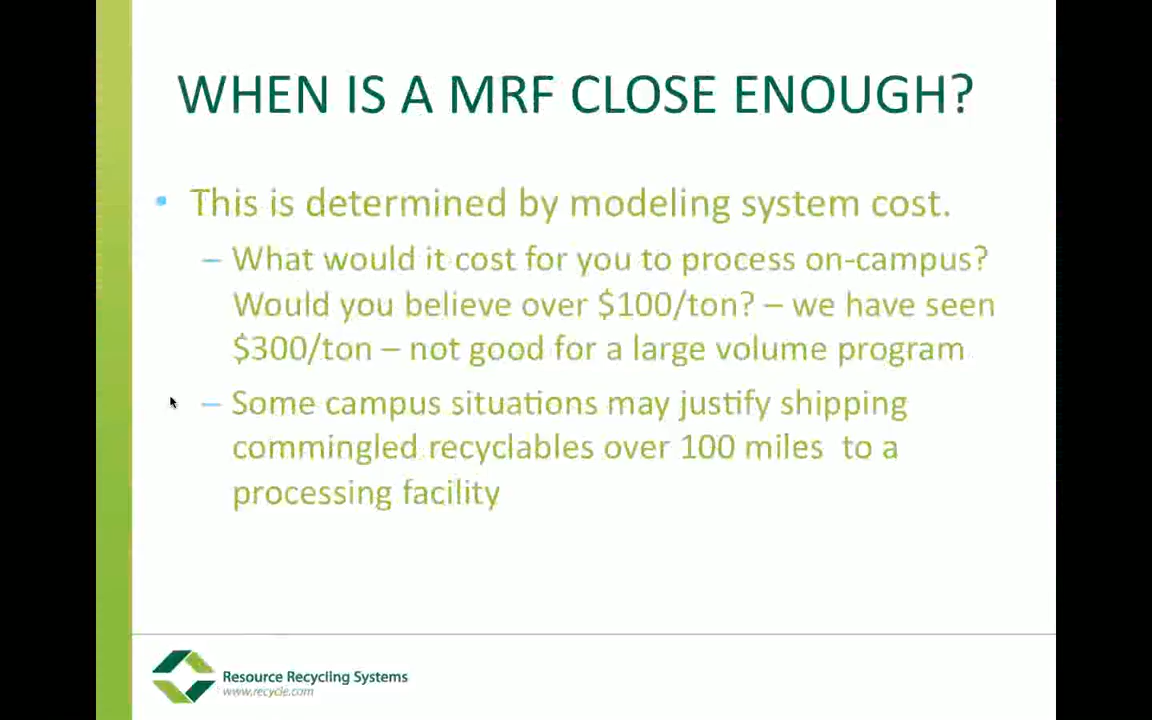 WHEN IS A MRF CLOSE ENOUGH?
• This is determined by modeling system cost.
– What would it cost for you to process on-campus?
Would you believe over $100/ton? – we have seen
$300/ton – not good for a large volume program
– Some campus situations may justify shipping
commingled recyclables over 100 miles to a
processing facility
Resource Recycling Systems
www.recycle.com